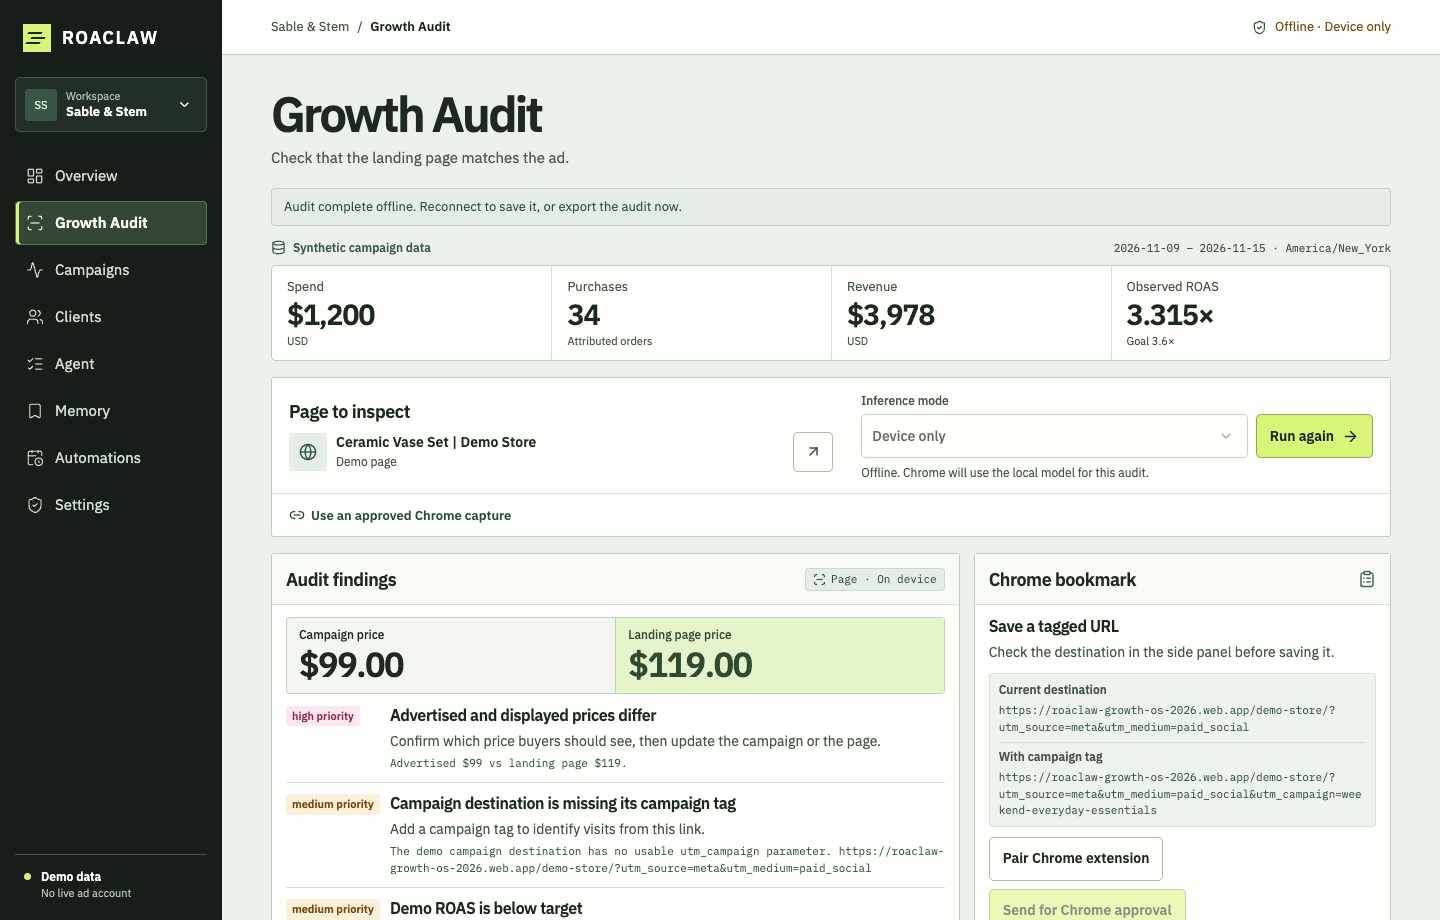 ROACLAW
SS
Workspace
Sable & Stem
Overview
Growth Audit
Campaigns
Clients
Agent
Memory
Automations
Settings
Demo data
No live ad account
Sable & Stem / Growth Audit
Offline · Device only
Growth Audit
Check that the landing page matches the ad.
Audit complete offline. Reconnect to save it, or export the audit now.
Synthetic campaign data
2026-11-09 – 2026-11-15 · America/New_York
Spend
$1,200
USD
Purchases
34
Attributed orders
Revenue
$3,978
USD
Observed ROAS
3.315×
Goal 3.6×
Page to inspect
Ceramic Vase Set | Demo Store
Demo page
Inference mode
Device only
Run again
Offline. Chrome will use the local model for this audit.
Use an approved Chrome capture
Audit findings
Page · On device
Campaign price
$99.00
Landing page price
$119.00
high priority
Advertised and displayed prices differ
Confirm which price buyers should see, then update the campaign or the page.
Advertised $99 vs landing page $119.
medium priority
Campaign destination is missing its campaign tag
Add a campaign tag to identify visits from this link.
The demo campaign destination has no usable utm_campaign parameter. https://roaclaw-
growth-os-2026.web.app/demo-store/?utm_source=meta&utm_medium=paid_social
medium priority
Demo ROAS is below target
Chrome bookmark
Save a tagged URL
Check the destination in the side panel before saving it.
Current destination
https://roaclaw-growth-os-2026.web.app/demo-store/?
utm_source=meta&utm_medium=paid_social
With campaign tag
https://roaclaw-growth-os-2026.web.app/demo-store/?
utm_source=meta&utm_medium=paid_social&utm_campaign=wee
kend-everyday-essentials
Pair Chrome extension
Send for Chrome approval